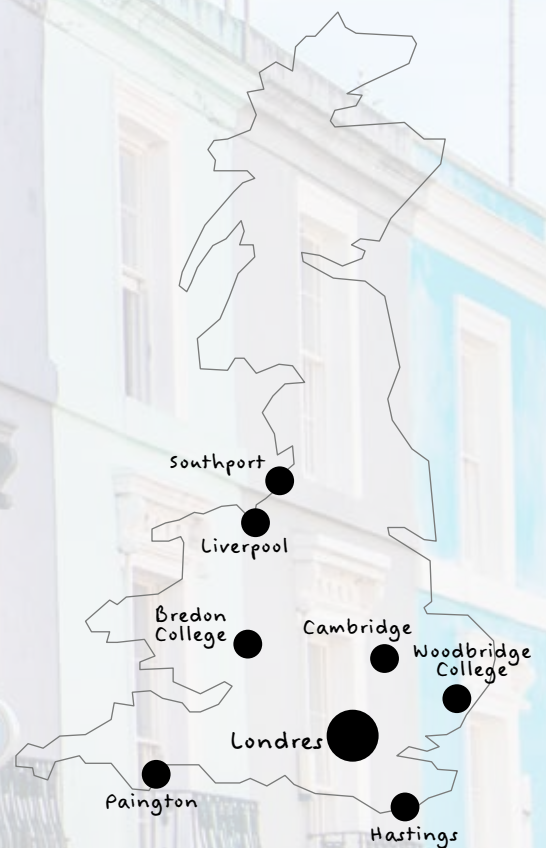 Southport
Liverpool
Bredon
College
Cambridge
Woodbridge
College
Londres
Paington
Hastings